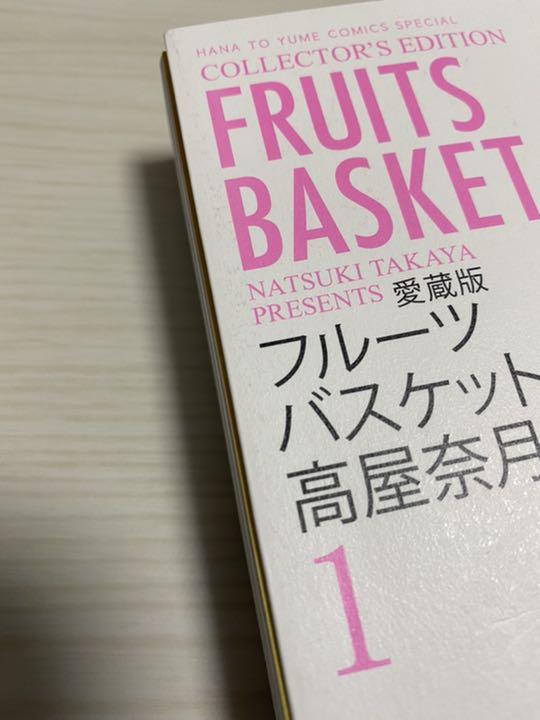 HANA TO YUME COMICS SPECIAL
COLLECTOR'S EDITION
FRUITS
BASKET
NATSUKI TAKAYA
PRESENTS 愛蔵版
フルーツ
バスケット
高屋奈月
1